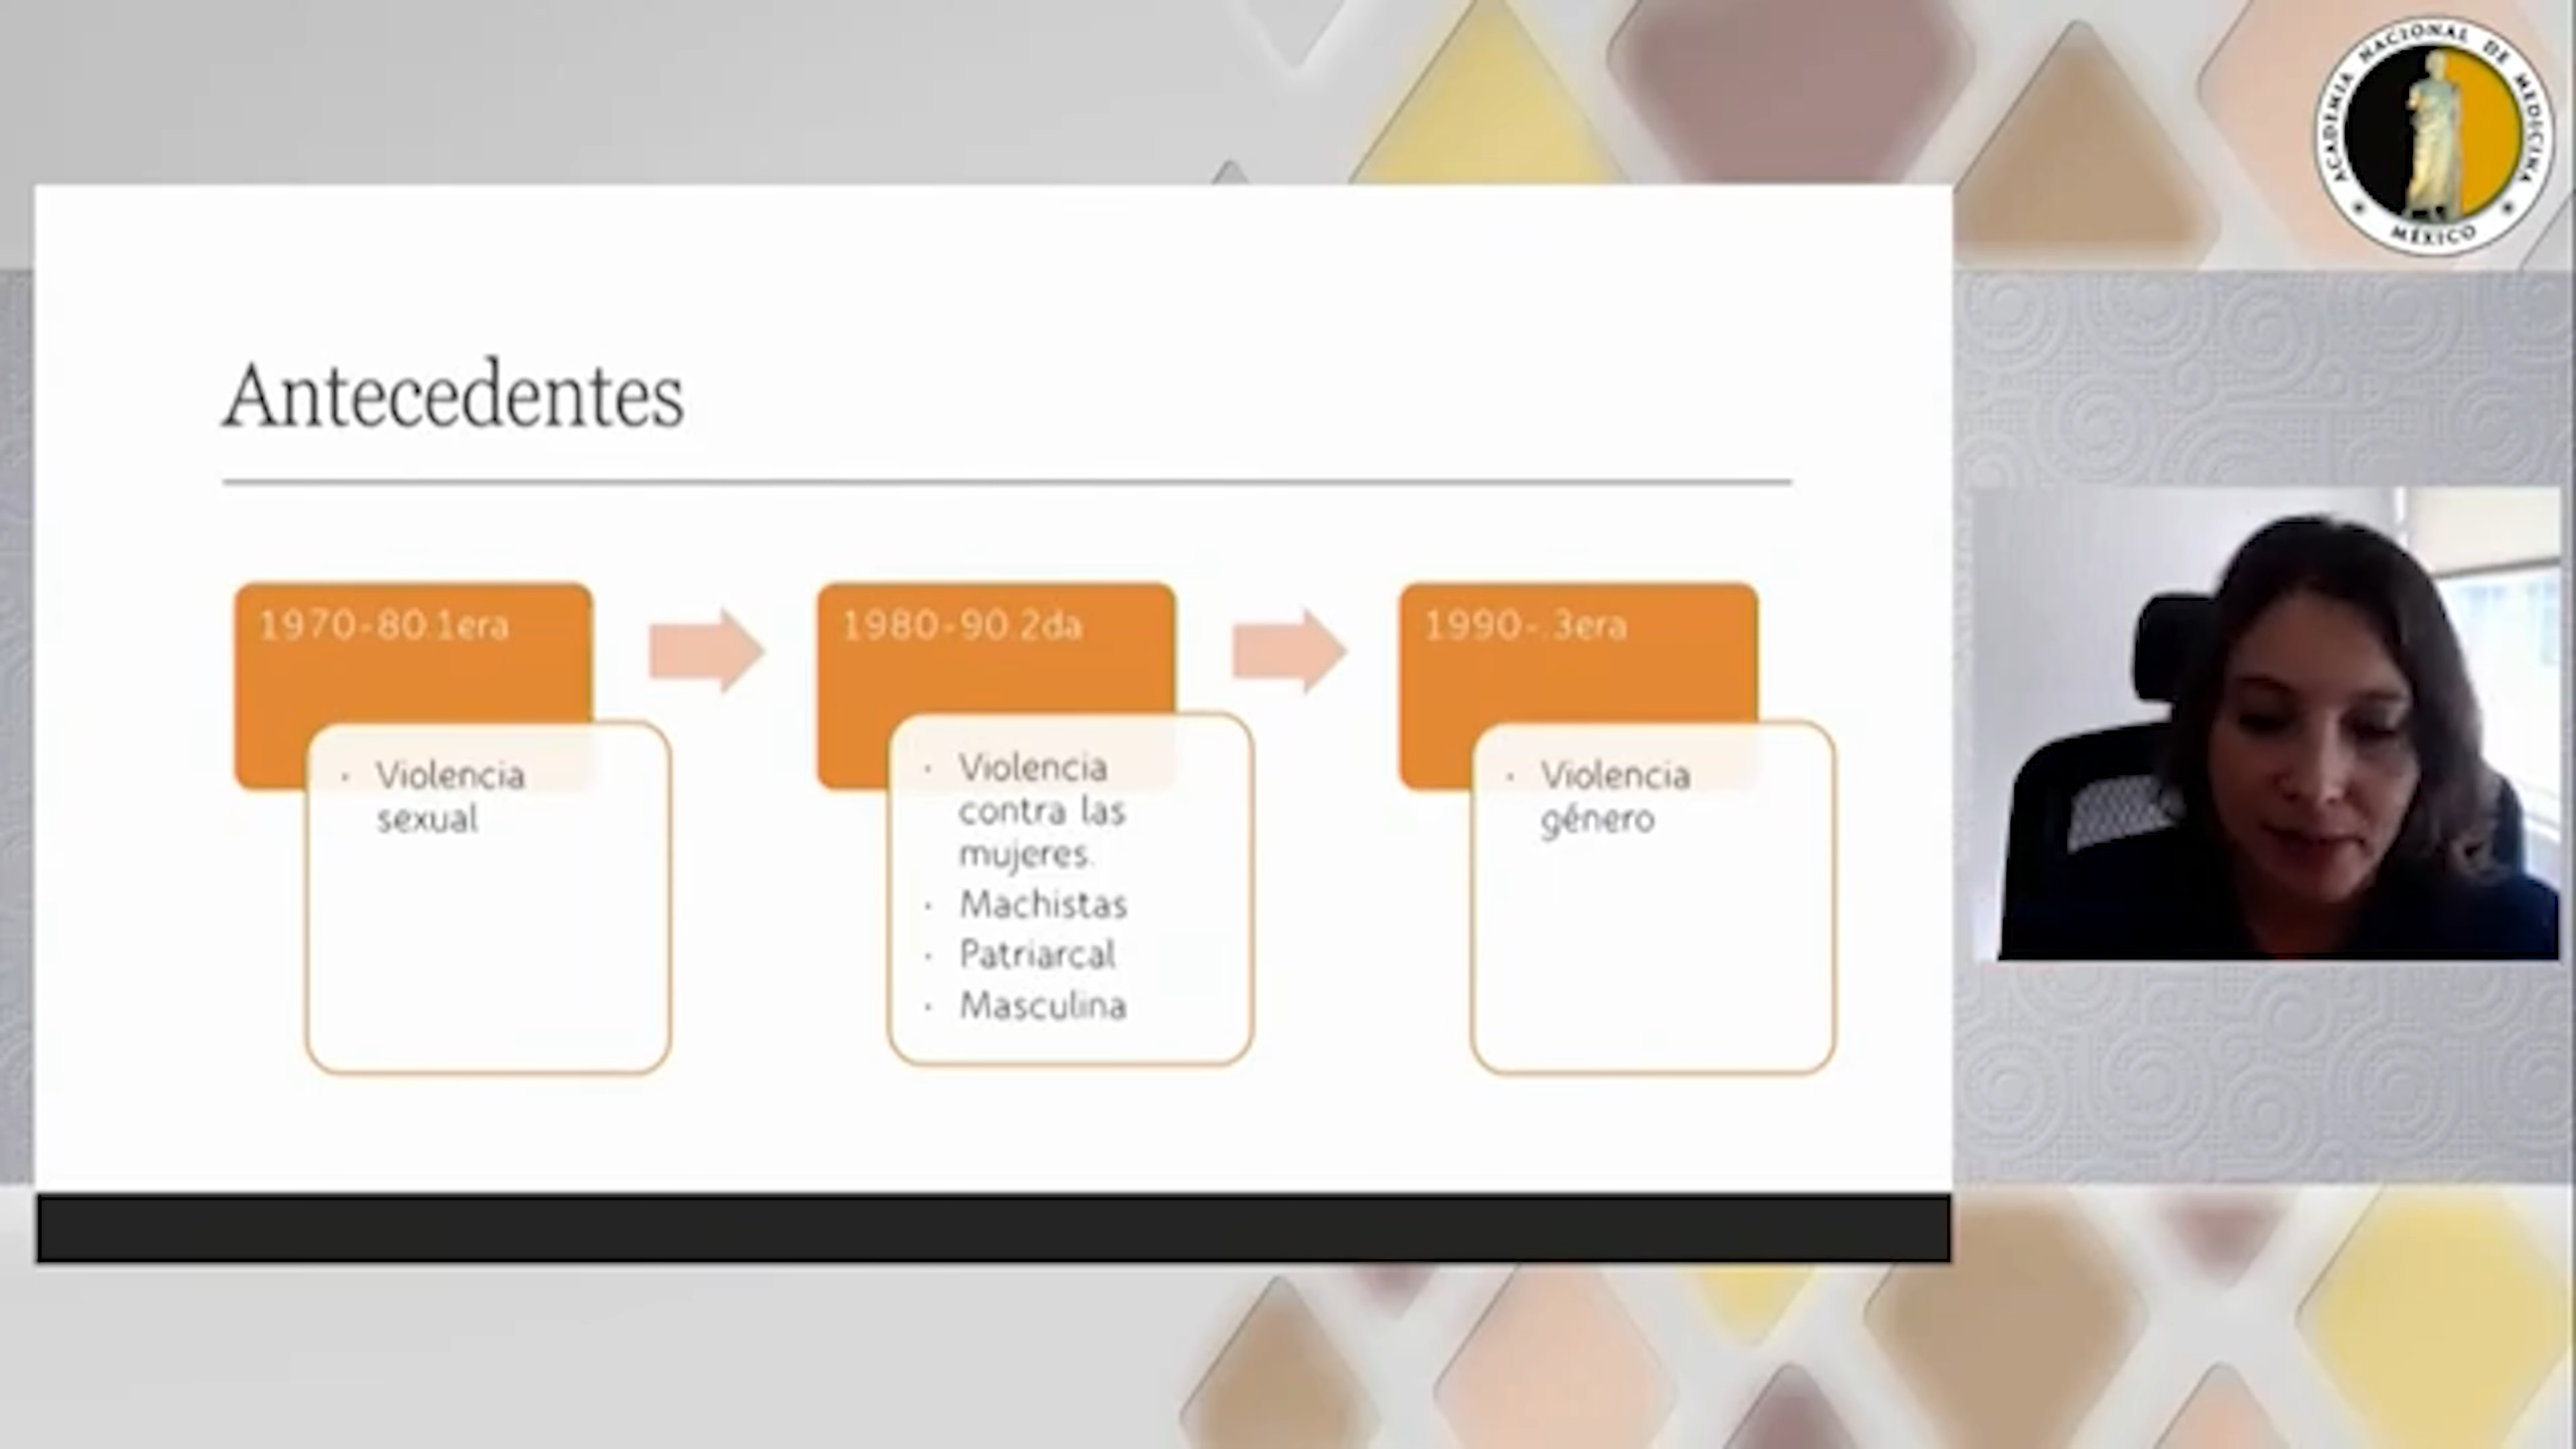 ACADEMIA NACIONAL DE MEDICINA
MÉXICO
Antecedentes
1970-80.1era
Violencia
sexual
1980-90.2da
Violencia
contra las
mujeres.
Machistas
Patriarcal
Masculina
1990-.3era
Violencia
género